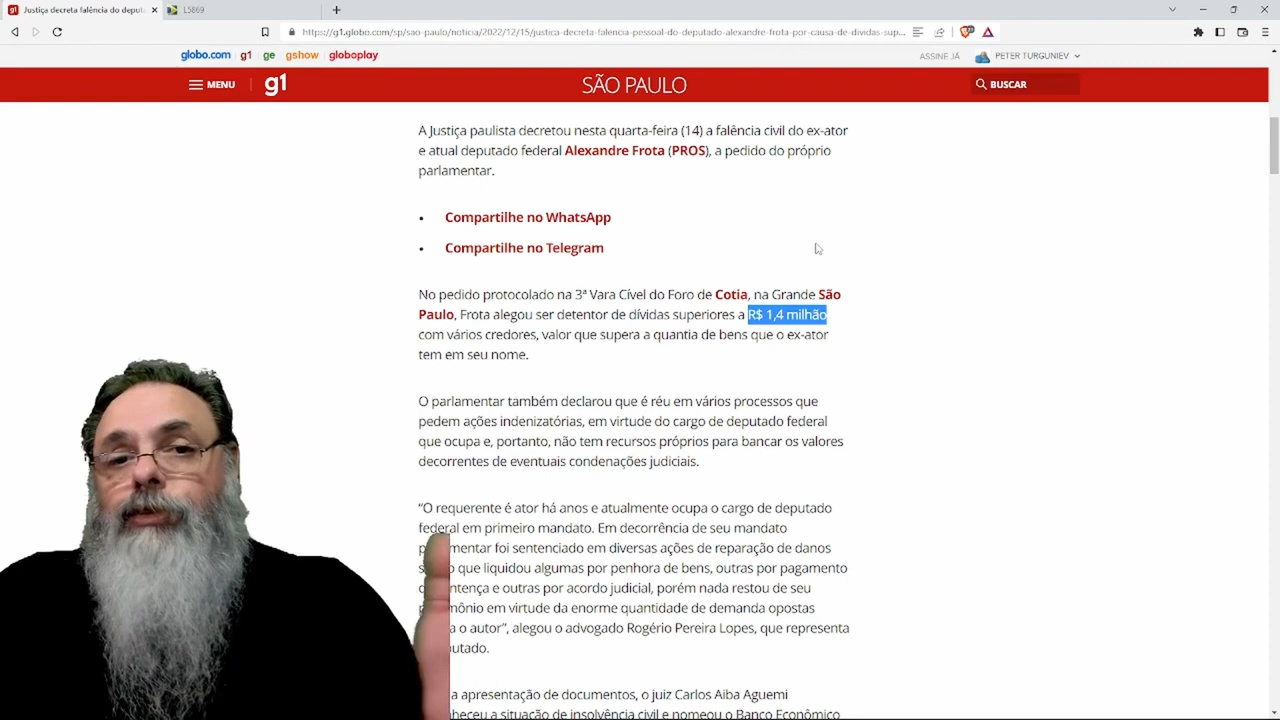 Justiça decreta falência do deputa
L5869
https://g1.globo.com/sp/sao-paulo/noticia/2022/12/15/justica-decreta-falencia-pessoal-do-deputado-alexandre-frota-por-causa-de-dividas-sup...
globo.com g1 ge gshow globoplay
ASSINE JÁ
PETER TURGUNIEV
MENU
g1
SÃO PAULO
BUSCAR
A Justiça paulista decretou nesta quarta-feira (14) a falência civil do ex-ator
e atual deputado federal Alexandre Frota (PROS), a pedido do próprio
parlamentar.
• Compartilhe no WhatsApp
• Compartilhe no Telegram
No pedido protocolado na 3ª Vara Cível do Foro de Cotia, na Grande São
Paulo, Frota alegou ser detentor de dívidas superiores a R$ 1,4 milhão
com vários credores, valor que supera a quantia de bens que o ex-ator
tem em seu nome.
O parlamentar também declarou que é réu em vários processos que
pedem ações indenizatórias, em virtude do cargo de deputado federal
que ocupa e, portanto, não tem recursos próprios para bancar os valores
decorrentes de eventuais condenações judiciais.
“O requerente é ator há anos e atualmente ocupa o cargo de deputado
federal em primeiro mandato. Em decorrência de seu mandato
foi sentenciado em diversas ações de reparação de danos
que liquidou algumas por penhora de bens, outras por pagamento
e outras por acordo judicial, porém nada restou de seu
em virtude da enorme quantidade de demanda opostas
o autor”, alegou o advogado Rogério Pereira Lopes, que representa
a apresentação de documentos, o juiz Carlos Aiba Aguemi
a situação de insolvência civil e nomeou o Banco Econômico